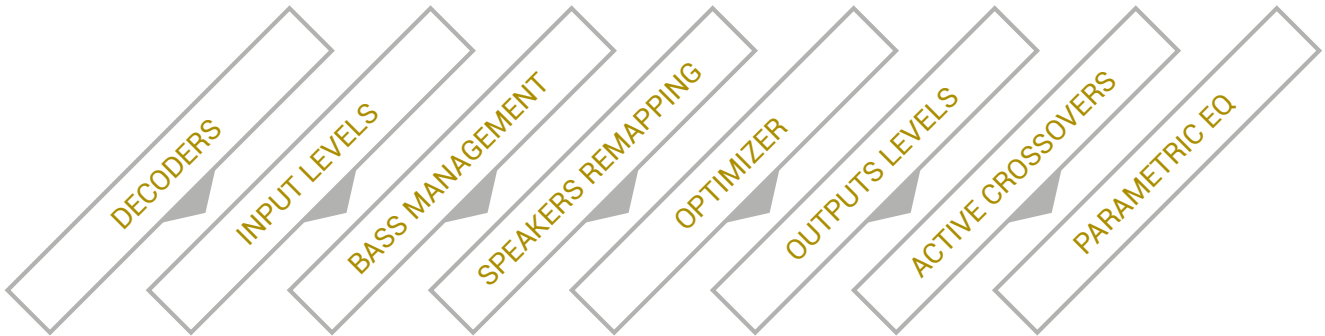 DECODERS
INPUT LEVELS
BASS MANAGEMENT
SPEAKERS REMAPPING
OPTIMIZER
OUTPUTS LEVELS
ACTIVE CROSSOVERS
PARAMETRIC EQ